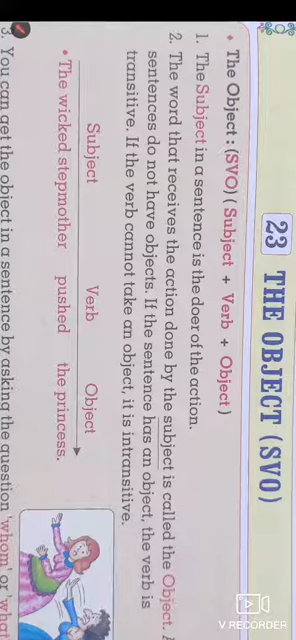 23 THE OBJECT (SVO)
• The Object : (SVO) ( Subject + Verb + Object )
1. The Subject in a sentence is the doer of the action.
2. The word that receives the action done by the subject is called the Object.
sentences do not have objects. If the sentence has an object, the verb is
transitive. If the verb cannot take an object, it is intransitive.
Subject Verb Object
• The wicked stepmother pushed the princess.
3. You can get the object in a sentence by asking the question 'whom' or 'what
V RECORDER